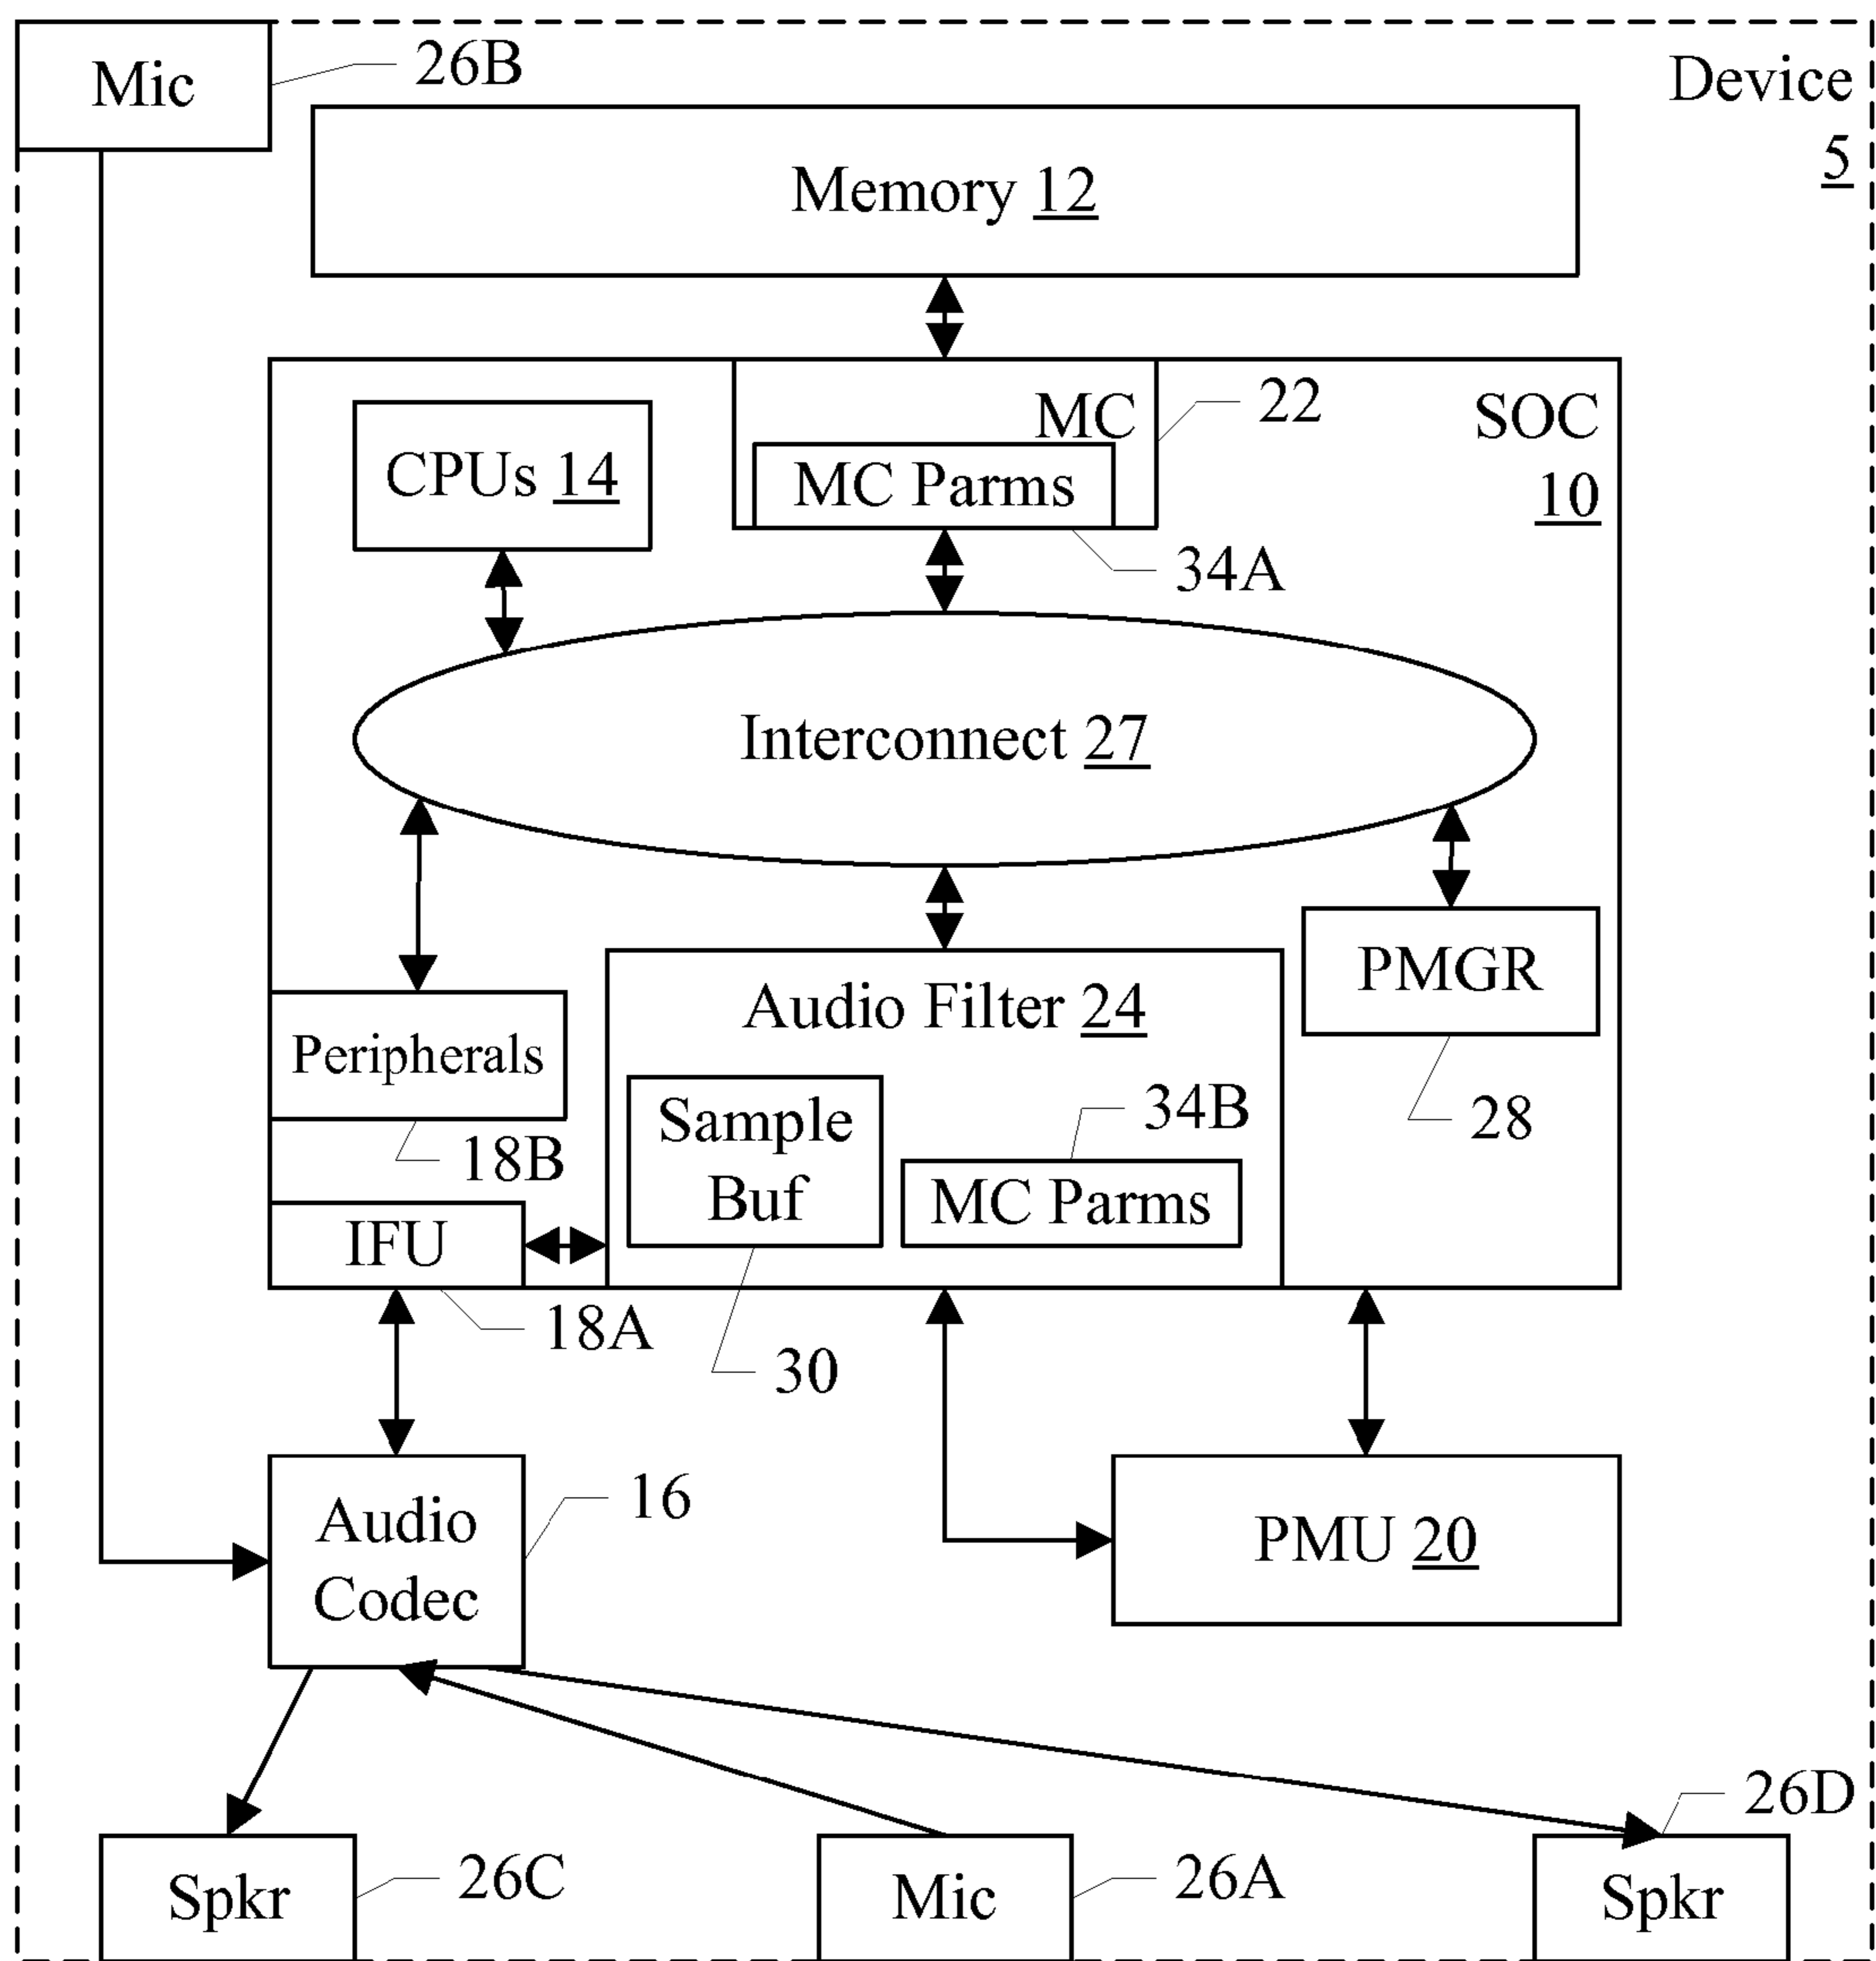 Mic
26B
Device
5
Memory 12
MC
22
SOC
10
CPUs 14
MC Parms
34A
Interconnect 27
PMGR
28
Audio Filter 24
Peripherals
18B
Sample
Buf
34B
MC Parms
IFU
18A
30
Audio
Codec
16
PMU 20
26D
Spkr
26C
Mic
26A
Spkr